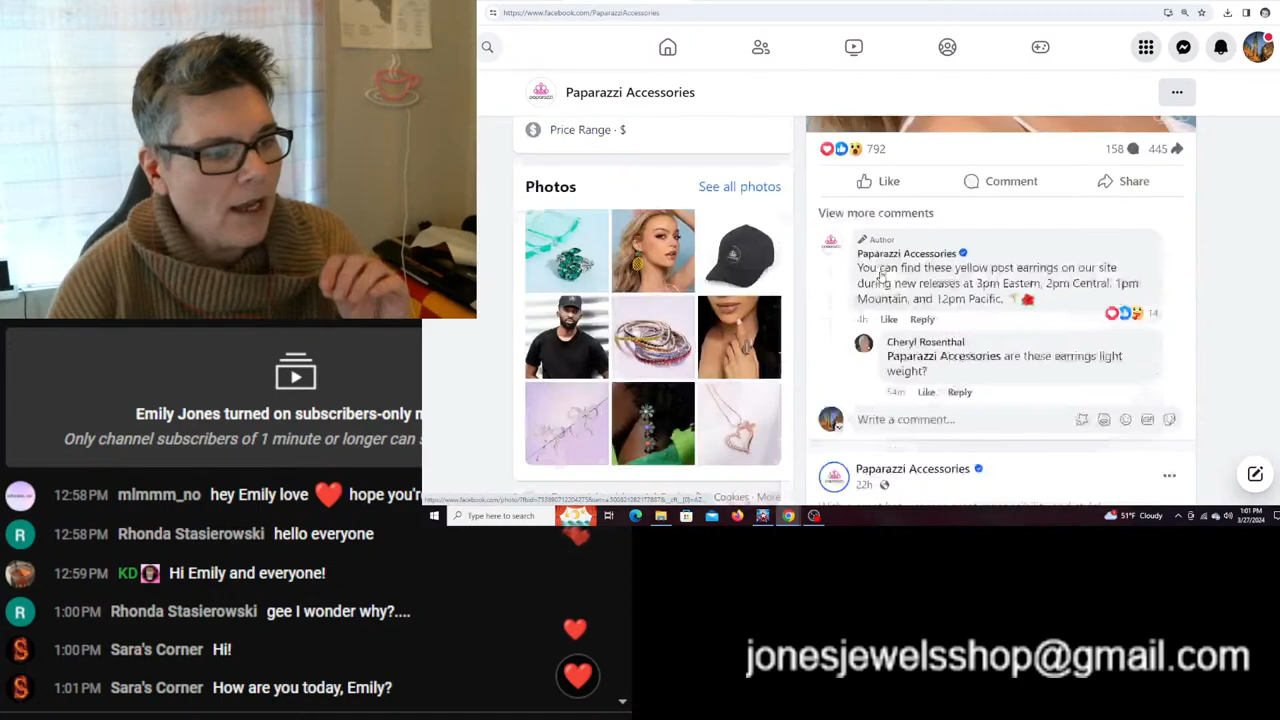 https://www.facebook.com/PaparazziAccessories
paparazzi
Paparazzi Accessories
Price Range · $
Photos
See all photos
792
158
445
Like
Comment
Share
View more comments
Author
Paparazzi Accessories
You can find these yellow post earrings on our site
during new releases at 3pm Eastern, 2pm Central, 1pm
Mountain, and 12pm Pacific.
14
4h Like Reply
Cheryl Rosenthal
Paparazzi Accessories are these earrings light
weight?
54m Like Reply
Write a comment...
Paparazzi Accessories
22h
Cookies · More
Type here to search
51°F Cloudy
1:01 PM
3/27/2024
Emily Jones turned on subscribers-only
Only channel subscribers of 1 minute or longer can
12:58 PM mlmmm_no hey Emily love ❤️ hope
12:58 PM Rhonda Stasierowski hello everyone
12:59 PM KD Hi Emily and everyone!
1:00 PM Rhonda Stasierowski gee I wonder why?....
1:00 PM Sara's Corner Hi!
1:01 PM Sara's Corner How are you today, Emily?
jonesjewelsshop@gmail.com